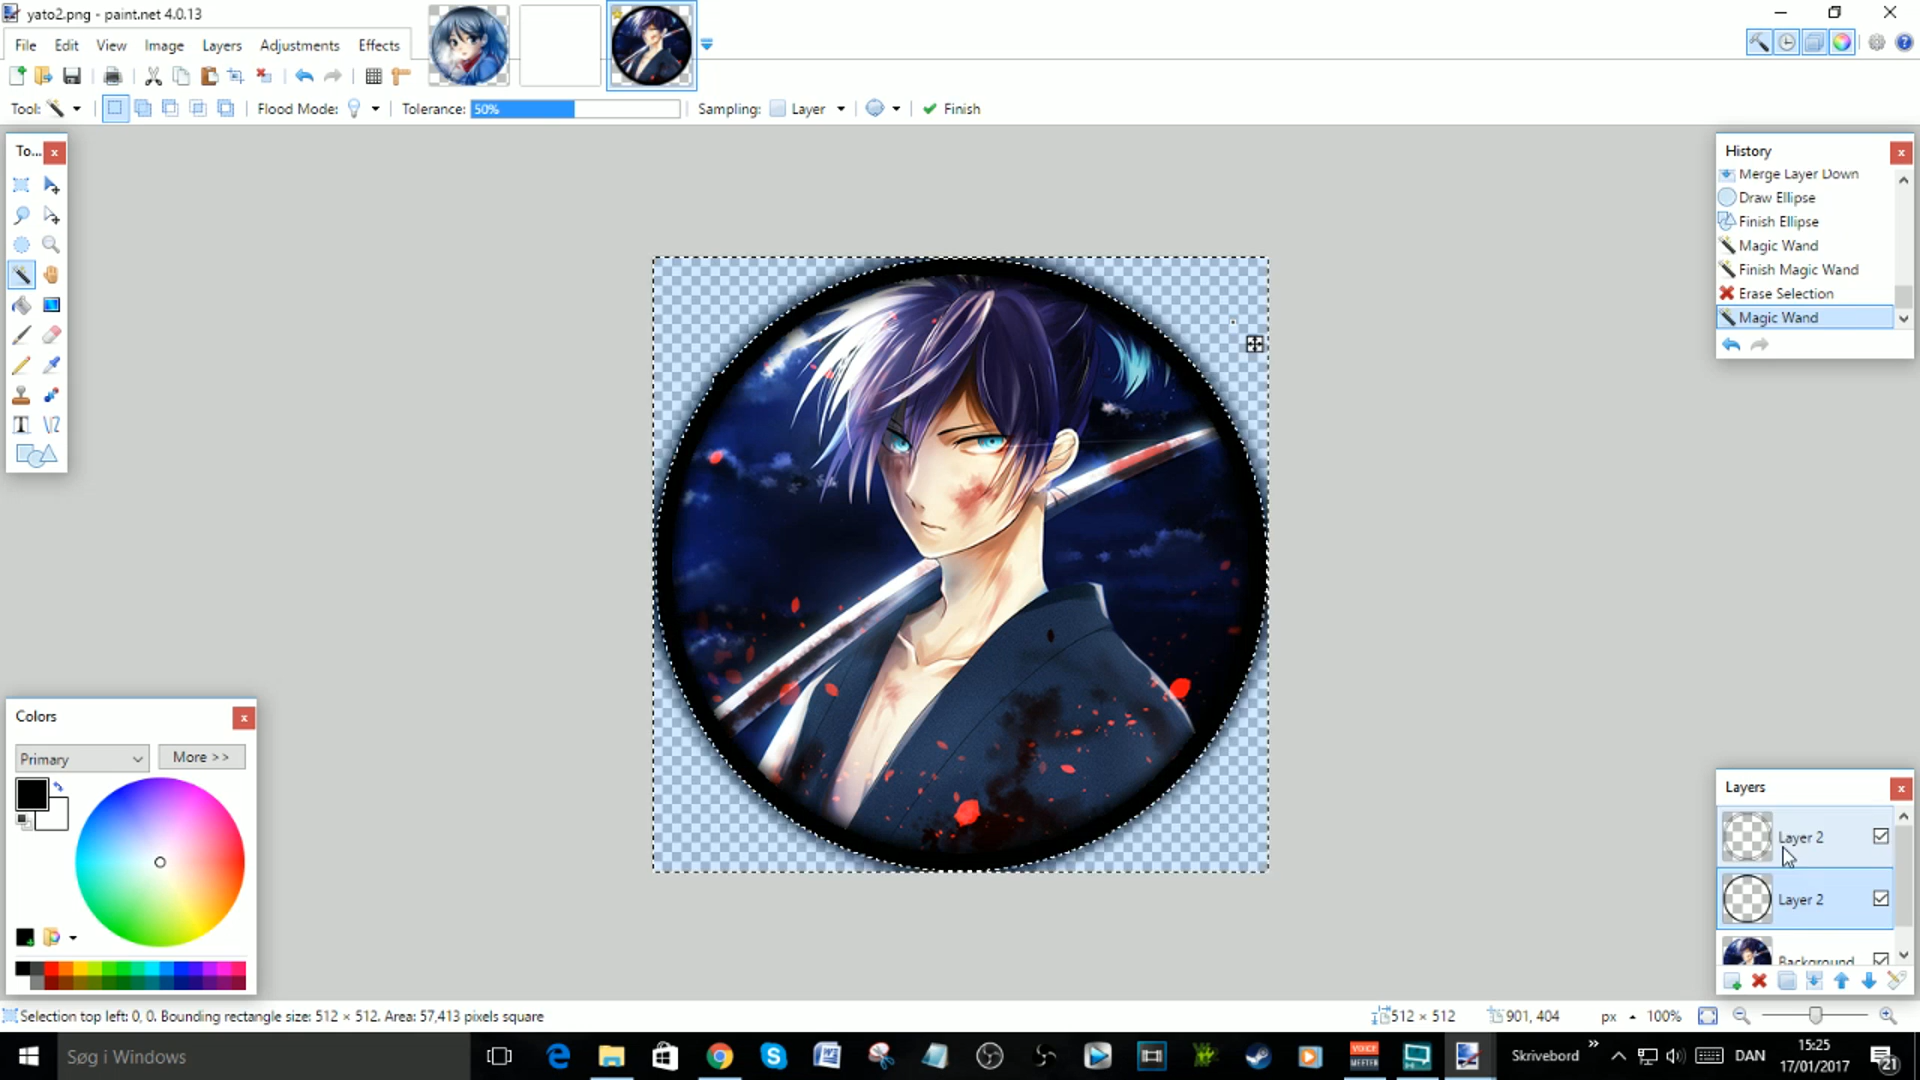 yato2.png - paint.net 4.0.13
File Edit View Image Layers Adjustments Effects
Tool: Flood Mode: Tolerance: 50% Sampling: Layer Finish
To...
History
Merge Layer Down
Draw Ellipse
Finish Ellipse
Magic Wand
Finish Magic Wand
Erase Selection
Magic Wand
Colors
Primary More >>
Layers
Layer 2
Layer 2
Background
Selection top left: 0, 0. Bounding rectangle size: 512 × 512. Area: 57,413 pixels square 512 × 512 901, 404 px 100%
Søg i Windows VOICE MEETER Skrivebord DAN 15:25 17/01/2017 21